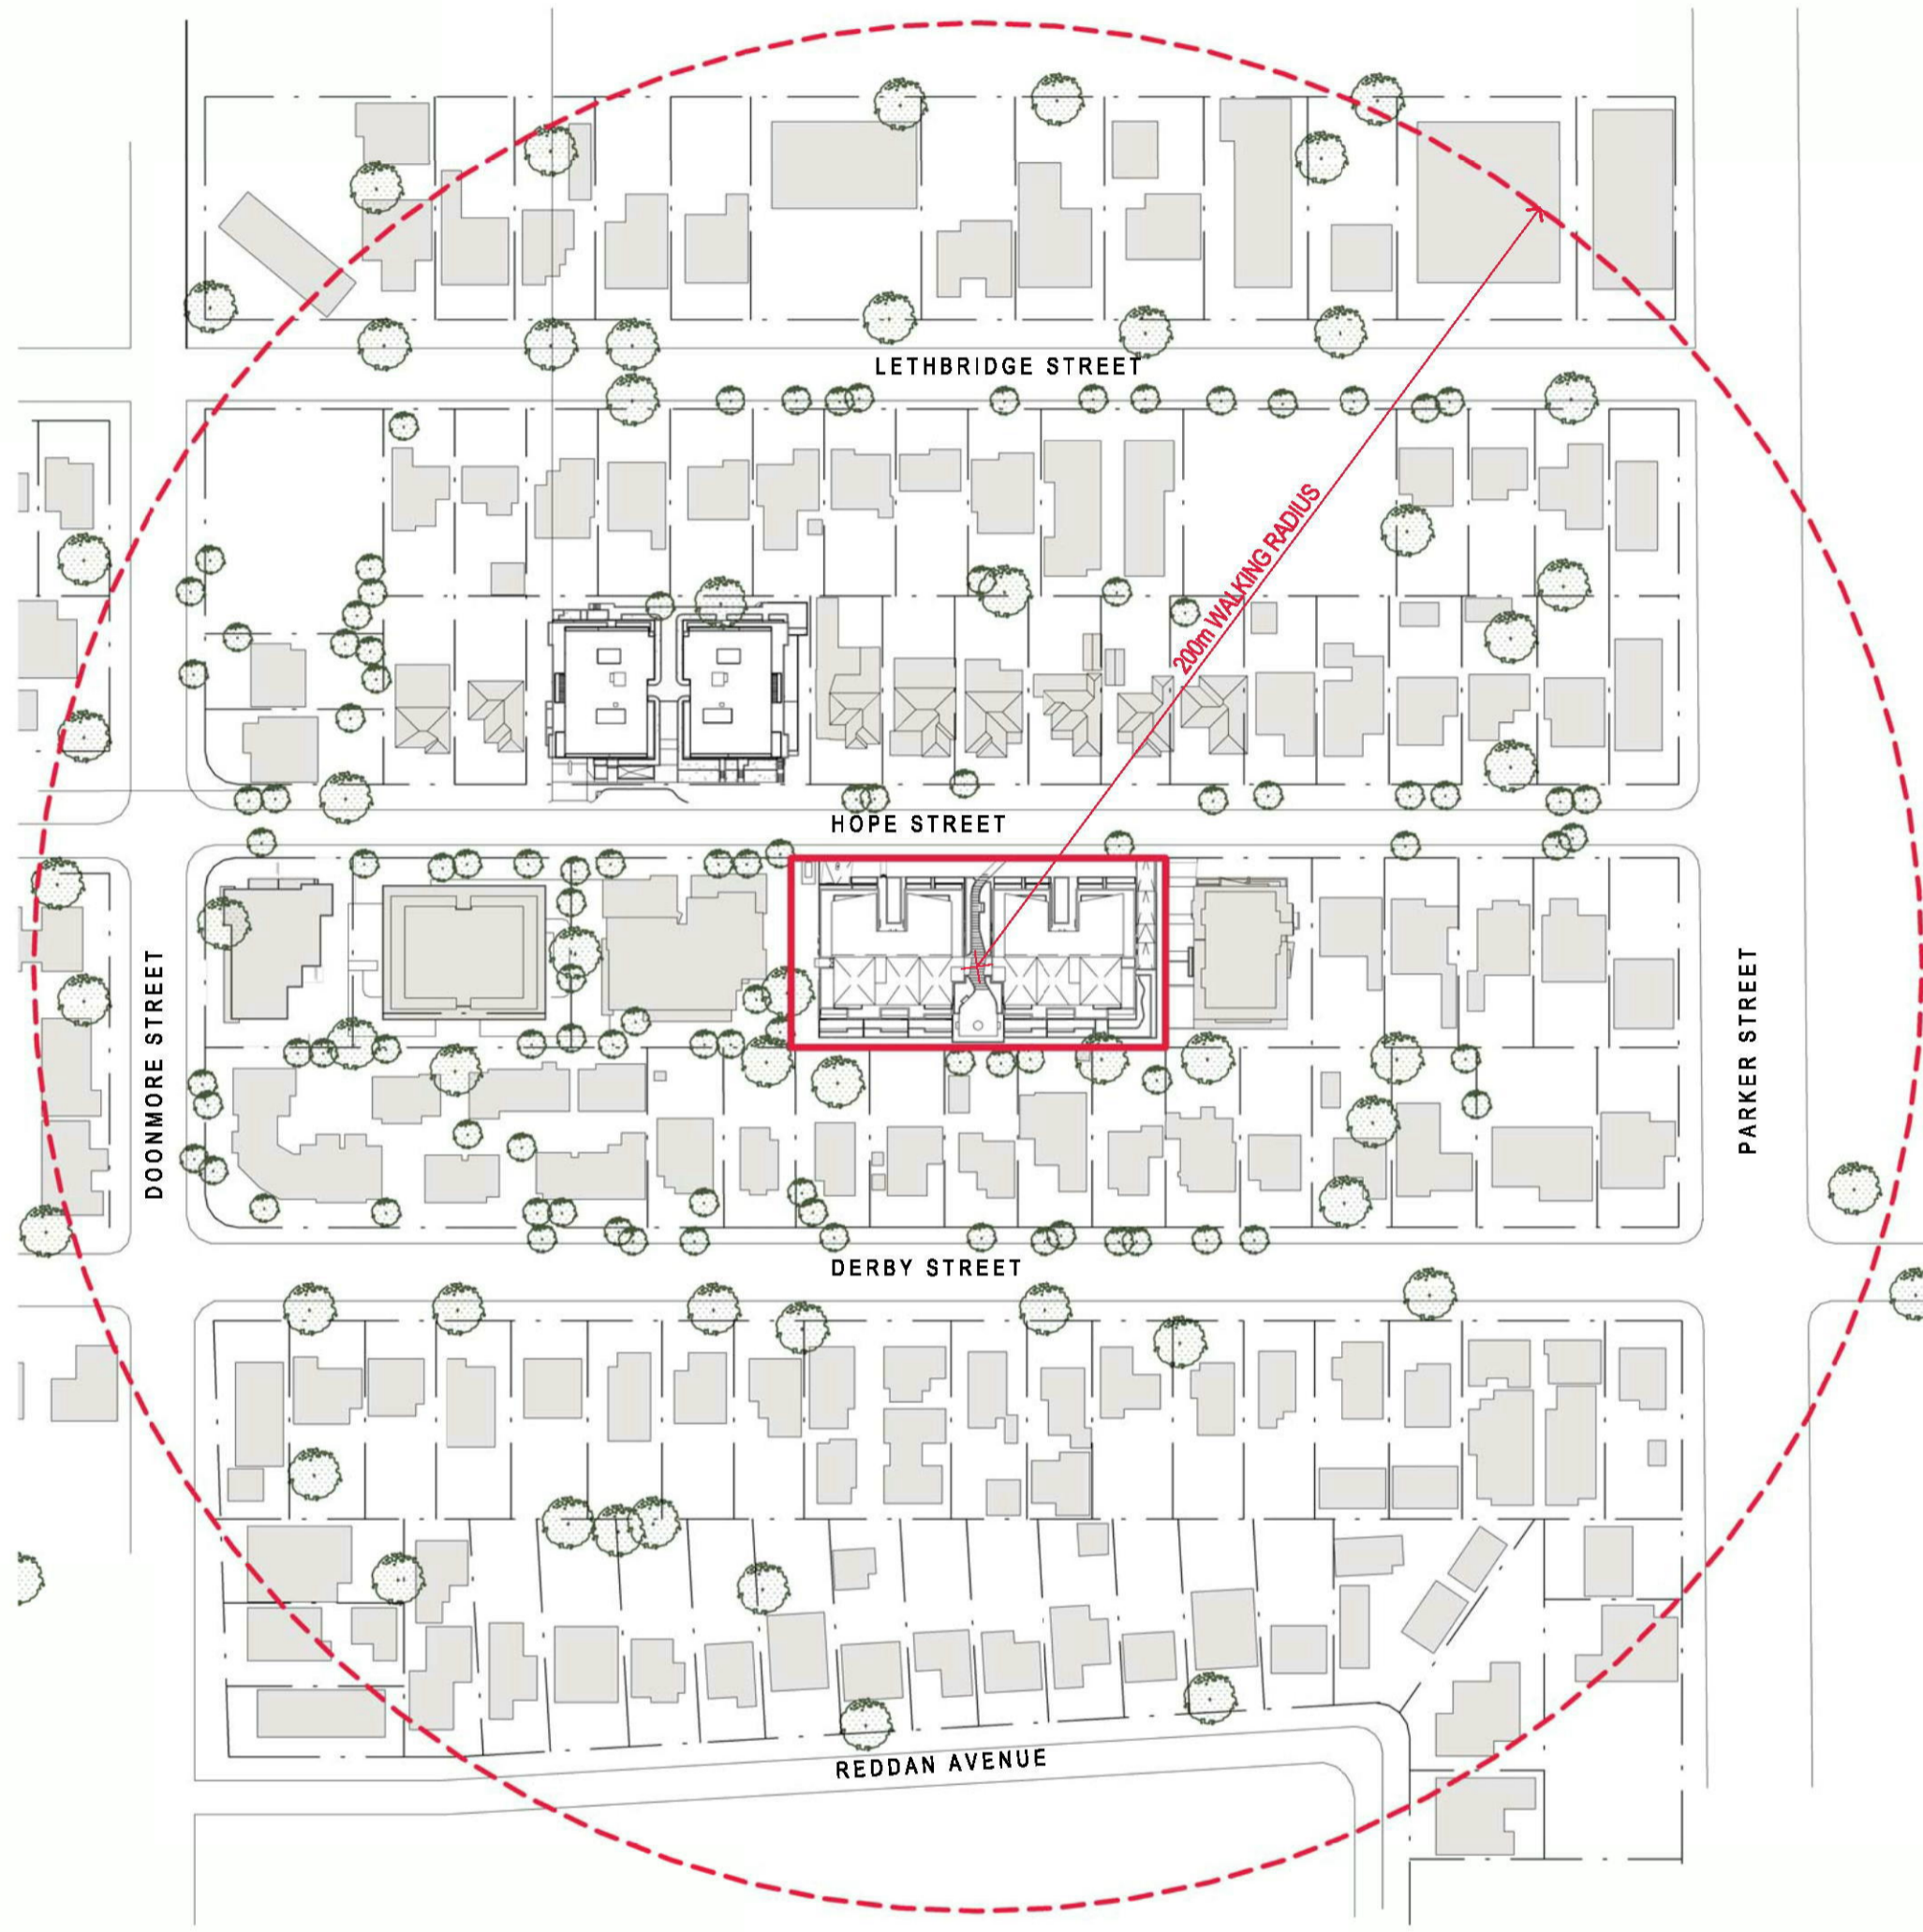 LETHBRIDGE STREET
200m WALKING RADIUS
HOPE STREET
DOONMORE STREET
PARKER STREET
DERBY STREET
REDDAN AVENUE